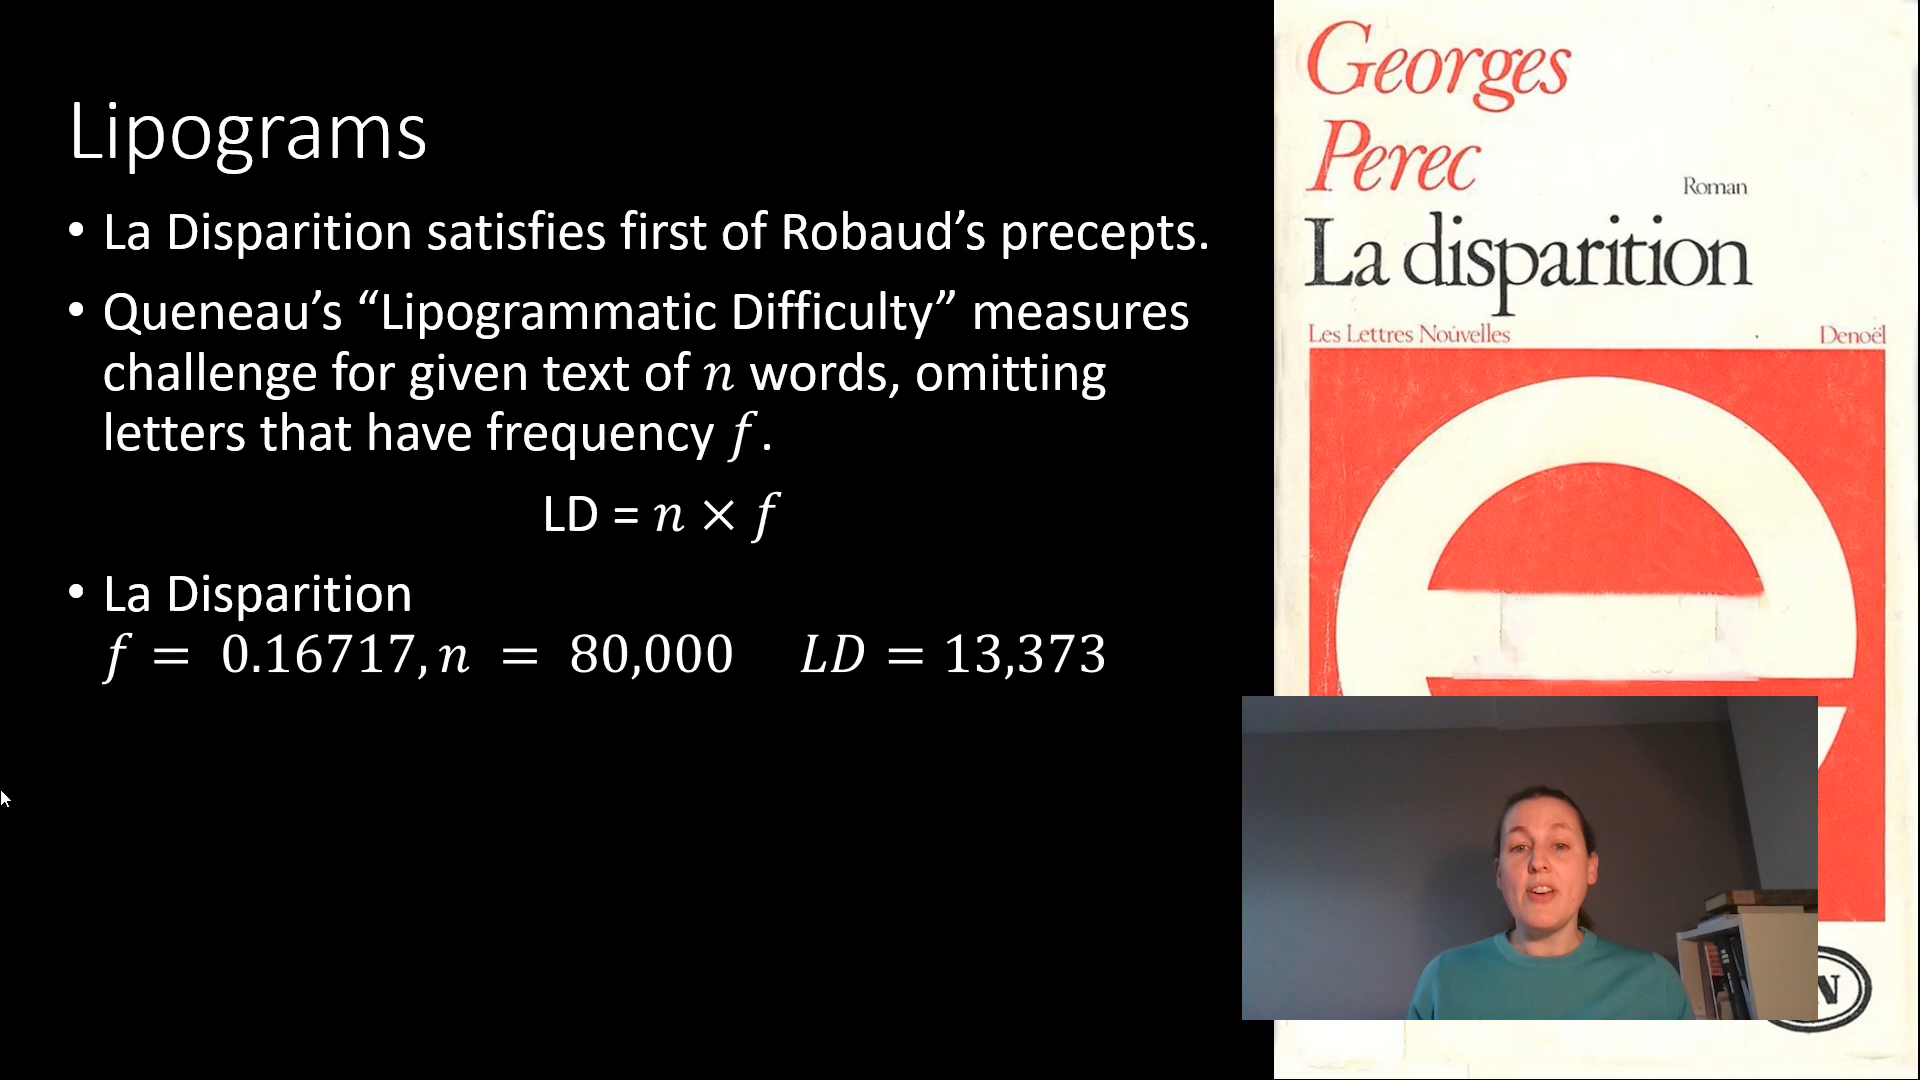 Lipograms
• La Disparition satisfies first of Robaud’s precepts.
• Queneau’s “Lipogrammatic Difficulty” measures
challenge for given text of n words, omitting
letters that have frequency f.
LD = n × f
• La Disparition
f = 0.16717, n = 80,000 LD = 13,373
Georges
Perec
Roman
La disparition
Les Lettres Nouvelles
Denoël
N